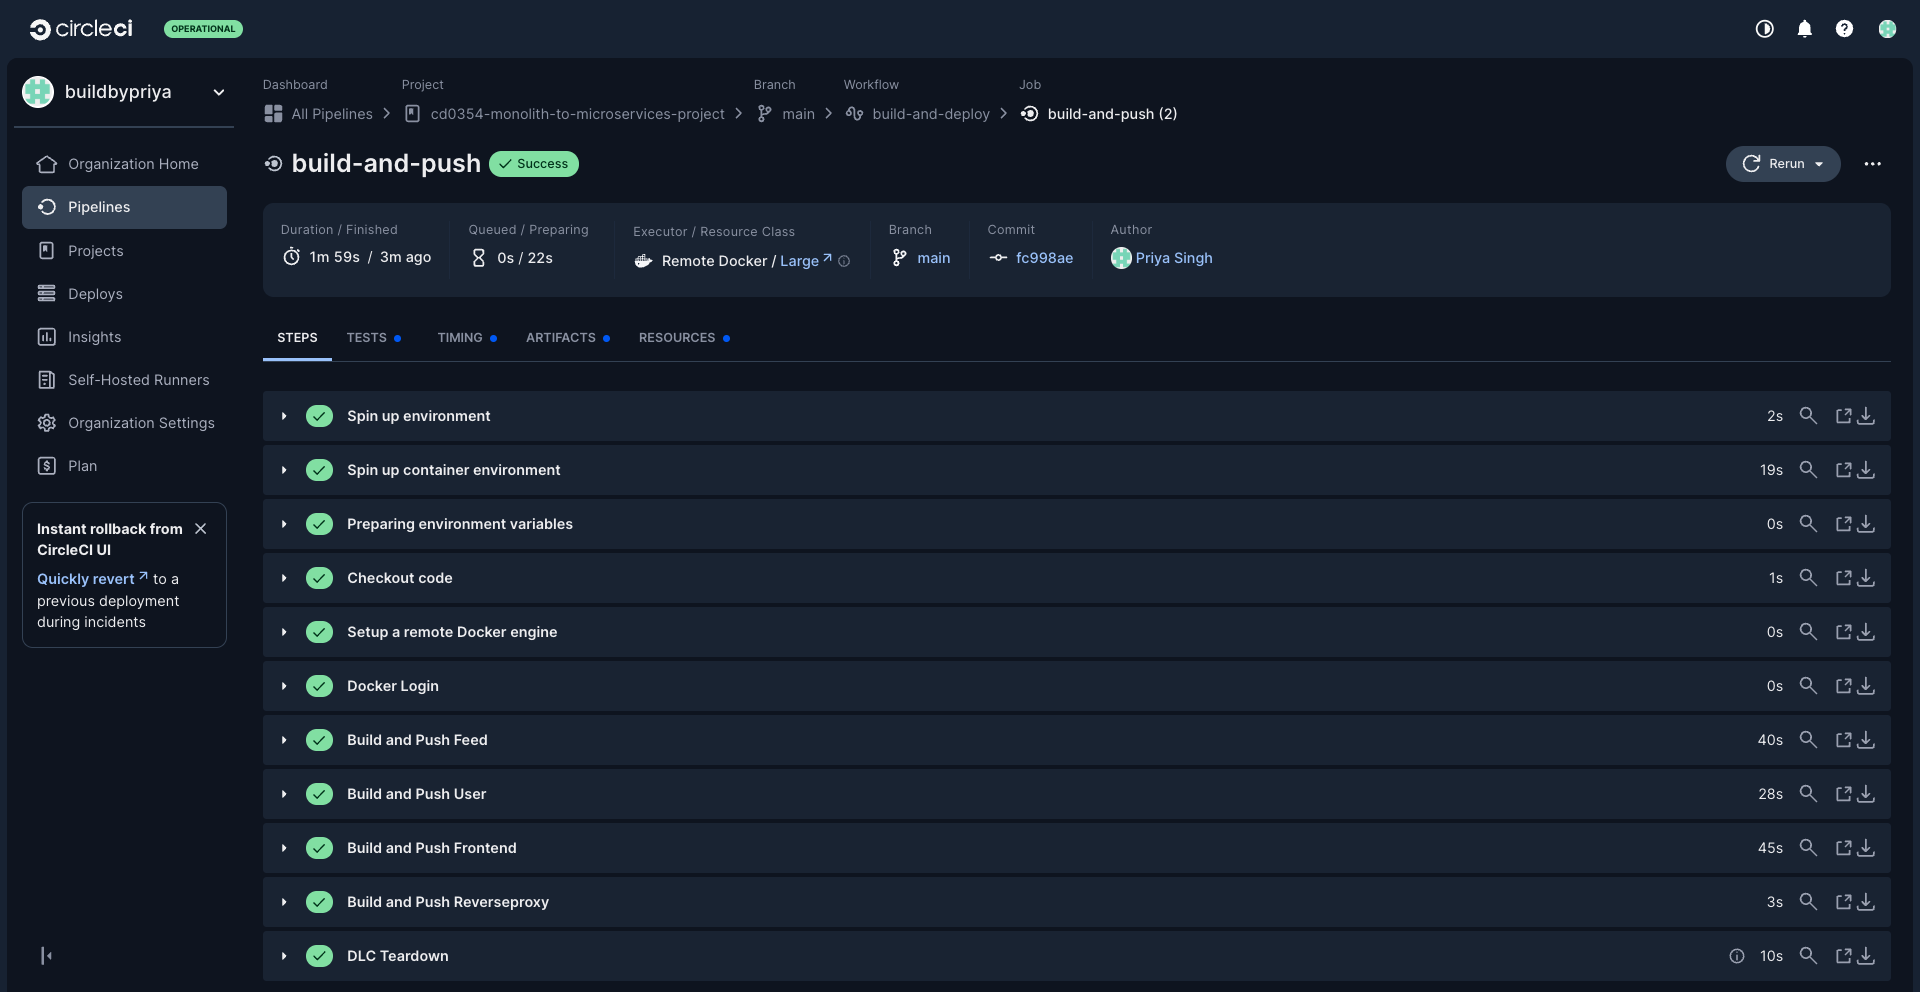 circleci OPERATIONAL
buildbypriya
Organization Home
Pipelines
Projects
Deploys
Insights
Self-Hosted Runners
Organization Settings
Plan
Instant rollback from
CircleCI UI
Quickly revert to a
previous deployment
during incidents
Dashboard Project Branch Workflow Job
All Pipelines cd0354-monolith-to-microservices-project main build-and-deploy build-and-push (2)
build-and-push Success Rerun
Duration / Finished Queued / Preparing Executor / Resource Class Branch Commit Author
1m 59s / 3m ago 0s / 22s Remote Docker / Large main fc998ae Priya Singh
STEPS TESTS TIMING ARTIFACTS RESOURCES
Spin up environment 2s
Spin up container environment 19s
Preparing environment variables 0s
Checkout code 1s
Setup a remote Docker engine 0s
Docker Login 0s
Build and Push Feed 40s
Build and Push User 28s
Build and Push Frontend 45s
Build and Push Reverseproxy 3s
DLC Teardown 10s